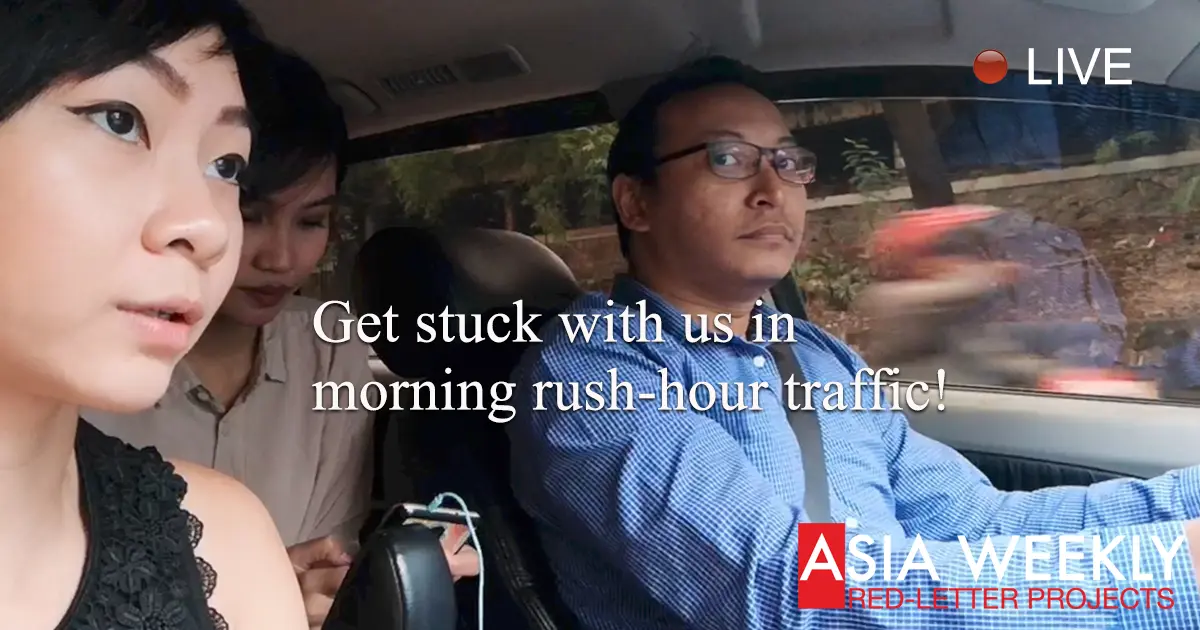 LIVE
Get stuck with us in
morning rush-hour traffic!
ASIA WEEKLY
RED-LETTER PROJECTS